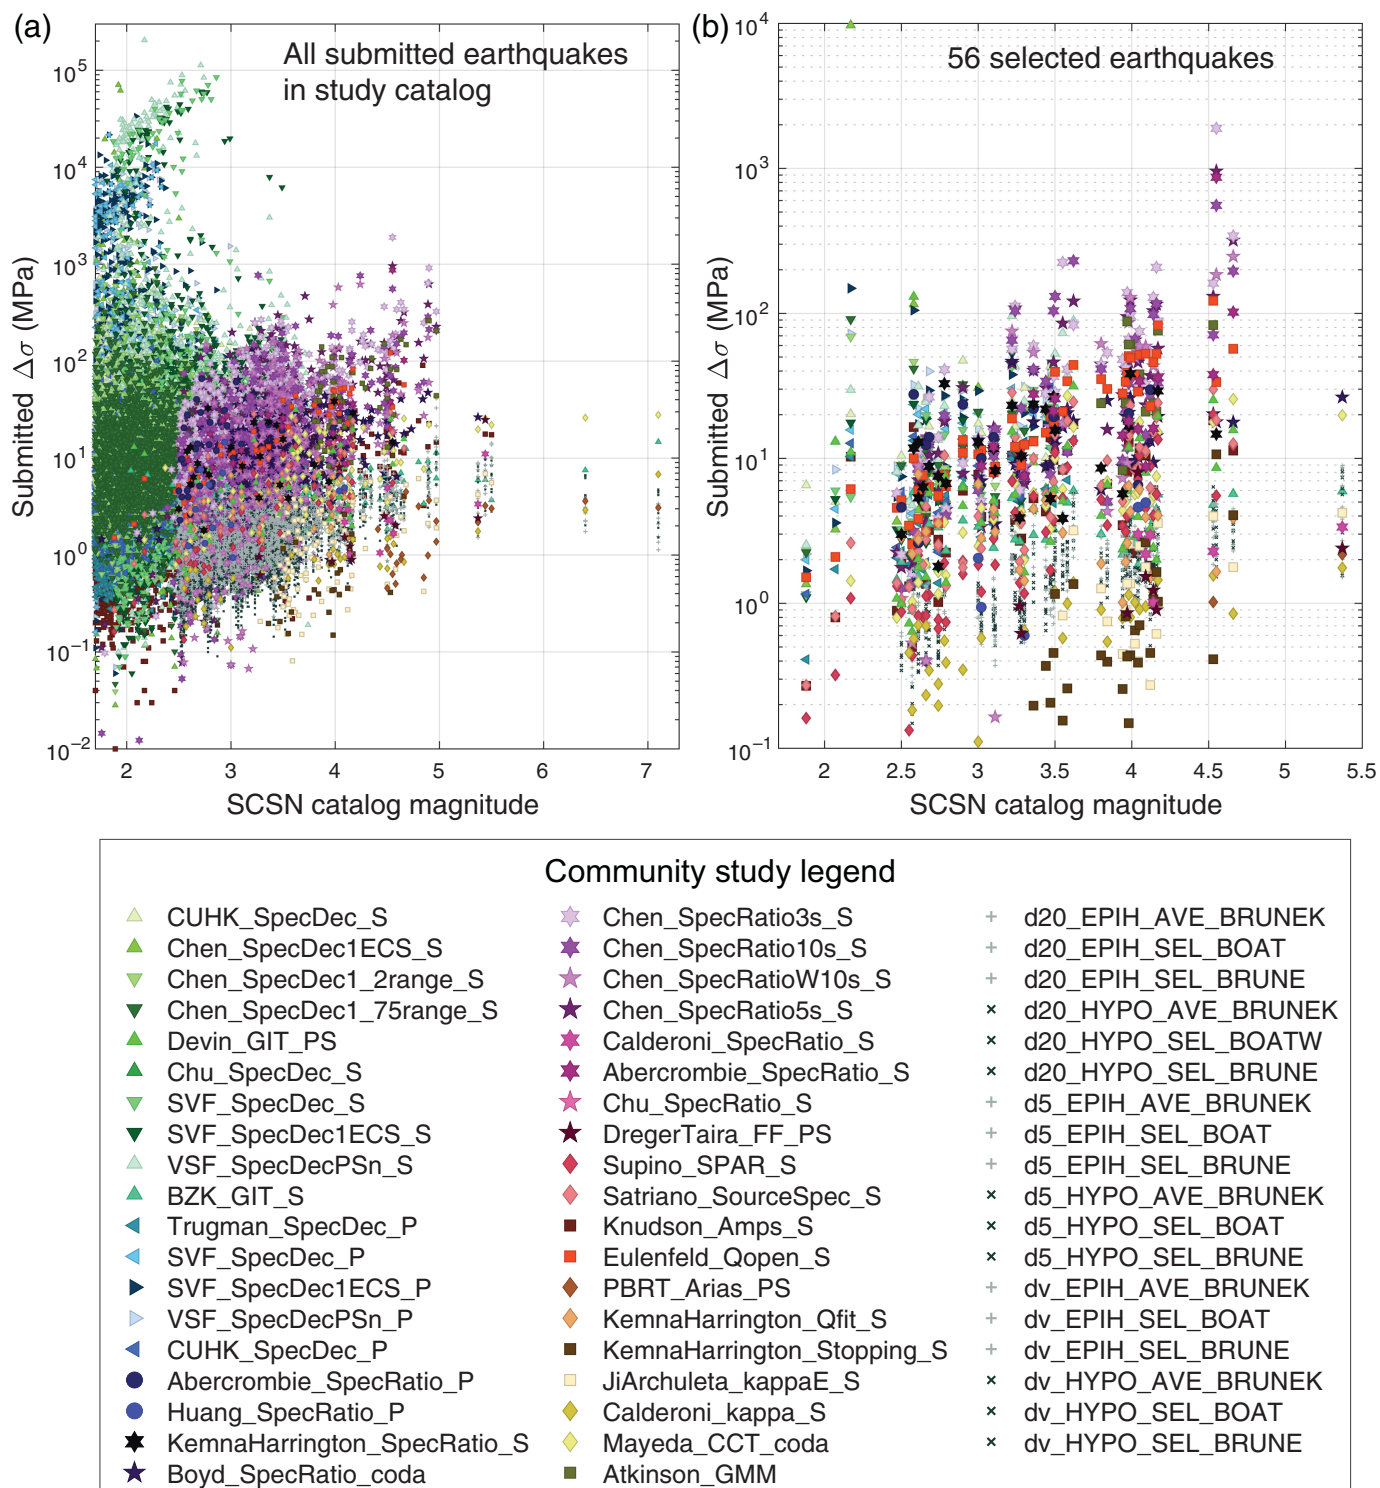 (a)
All submitted earthquakes
in study catalog
Submitted Δσ (MPa)
10^5
10^4
10^3
10^2
10^1
10^0
10^-1
10^-2
2 3 4 5 6 7
SCSN catalog magnitude
(b)
56 selected earthquakes
Submitted Δσ (MPa)
10^4
10^3
10^2
10^1
10^0
10^-1
2 2.5 3 3.5 4 4.5 5 5.5
SCSN catalog magnitude
Community study legend
CUHK_SpecDec_S
Chen_SpecDec1ECS_S
Chen_SpecDec1_2range_S
Chen_SpecDec1_75range_S
Devin_GIT_PS
Chu_SpecDec_S
SVF_SpecDec_S
SVF_SpecDec1ECS_S
VSF_SpecDecPSn_S
BZK_GIT_S
Trugman_SpecDec_P
SVF_SpecDec_P
SVF_SpecDec1ECS_P
VSF_SpecDecPSn_P
CUHK_SpecDec_P
Abercrombie_SpecRatio_P
Huang_SpecRatio_P
KemnaHarrington_SpecRatio_S
Boyd_SpecRatio_coda
Chen_SpecRatio3s_S
Chen_SpecRatio10s_S
Chen_SpecRatioW10s_S
Chen_SpecRatio5s_S
Calderoni_SpecRatio_S
Abercrombie_SpecRatio_S
Chu_SpecRatio_S
DregerTaira_FF_PS
Supino_SPAR_S
Satriano_SourceSpec_S
Knudson_Amps_S
Eulenfeld_Qopen_S
PBRT_Arias_PS
KemnaHarrington_Qfit_S
KemnaHarrington_Stopping_S
JiArchuleta_kappaE_S
Calderoni_kappa_S
Mayeda_CCT_coda
Atkinson_GMM
d20_EPIH_AVE_BRUNEK
d20_EPIH_SEL_BOAT
d20_EPIH_SEL_BRUNE
d20_HYPO_AVE_BRUNEK
d20_HYPO_SEL_BOATW
d20_HYPO_SEL_BRUNE
d5_EPIH_AVE_BRUNEK
d5_EPIH_SEL_BOAT
d5_EPIH_SEL_BRUNE
d5_HYPO_AVE_BRUNEK
d5_HYPO_SEL_BOAT
d5_HYPO_SEL_BRUNE
dv_EPIH_AVE_BRUNEK
dv_EPIH_SEL_BOAT
dv_EPIH_SEL_BRUNE
dv_HYPO_AVE_BRUNEK
dv_HYPO_SEL_BOAT
dv_HYPO_SEL_BRUNE